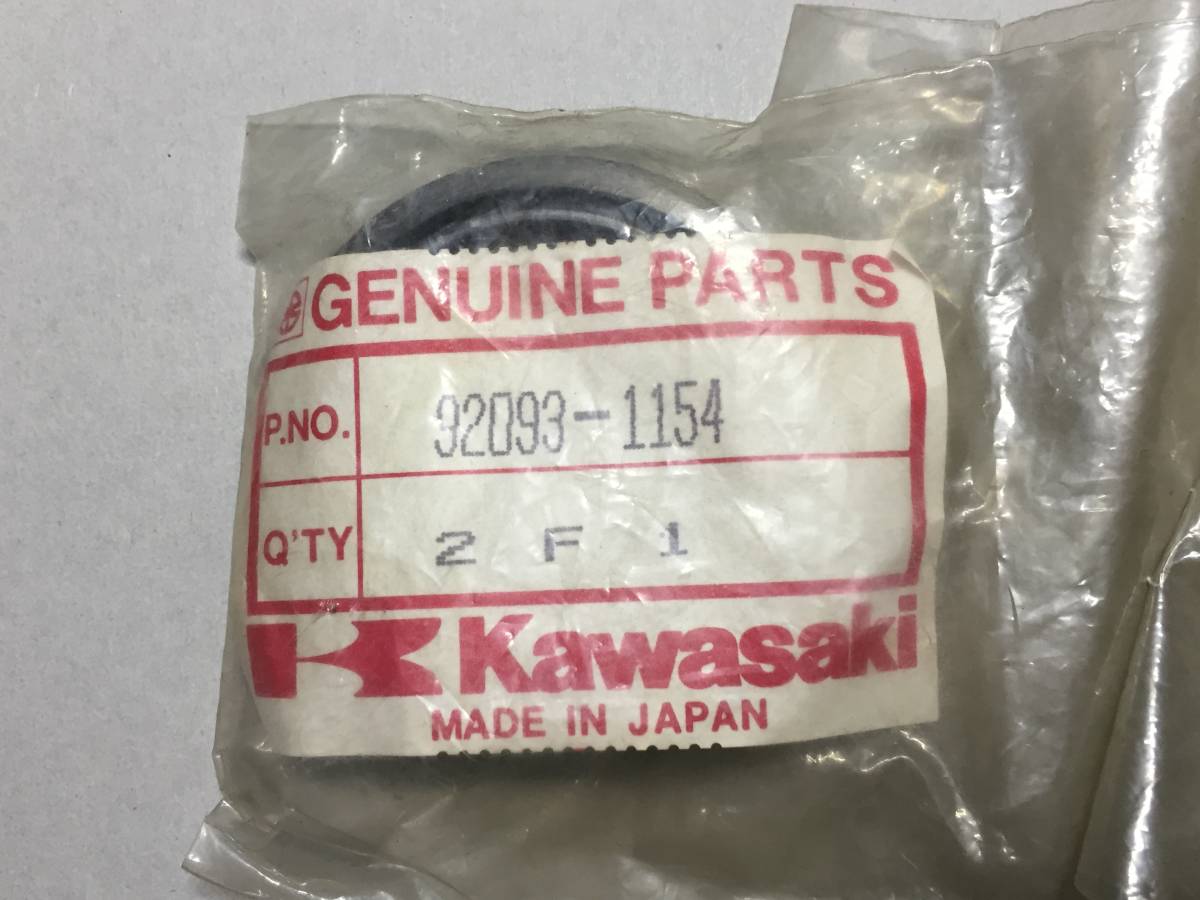 GENUINE PARTS
P.NO. 92093-1154
Q'TY 2 F 1
Kawasaki
MADE IN JAPAN